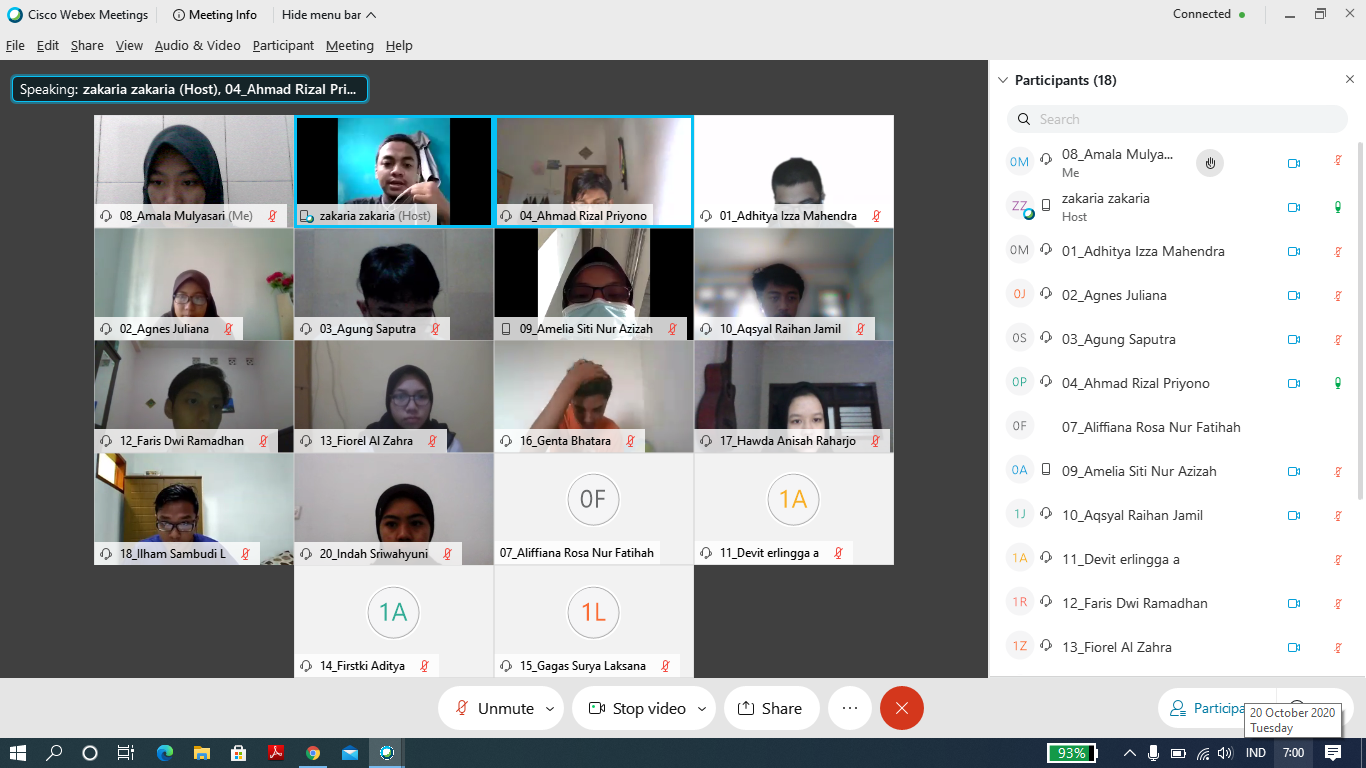 Cisco Webex Meetings
Meeting Info
Hide menu bar
Connected
File Edit Share View Audio & Video Participant Meeting Help
Speaking: zakaria zakaria (Host), 04_Ahmad Rizal Pri...
08_Amala Mulyasari (Me)
zakaria zakaria (Host)
04_Ahmad Rizal Priyono
01_Adhitya Izza Mahendra
02_Agnes Juliana
03_Agung Saputra
09_Amelia Siti Nur Azizah
10_Aqsyal Raihan Jamil
12_Faris Dwi Ramadhan
13_Fiorel Al Zahra
16_Genta Bhatara
17_Hawda Anisah Raharjo
18_Ilham Sambudi L
20_Indah Sriwahyuni
0F
07_Aliffiana Rosa Nur Fatihah
1A
11_Devit erlingga a
1A
14_Firstki Aditya
1L
15_Gagas Surya Laksana
Participants (18)
Search
0M 08_Amala Mulya...
Me
ZZ zakaria zakaria
Host
0M 01_Adhitya Izza Mahendra
0J 02_Agnes Juliana
0S 03_Agung Saputra
0P 04_Ahmad Rizal Priyono
0F 07_Aliffiana Rosa Nur Fatihah
0A 09_Amelia Siti Nur Azizah
1J 10_Aqsyal Raihan Jamil
1A 11_Devit erlingga a
1R 12_Faris Dwi Ramadhan
1Z 13_Fiorel Al Zahra
Unmute
Stop video
Share
Participa
20 October 2020
Tuesday
93%
IND
7:00